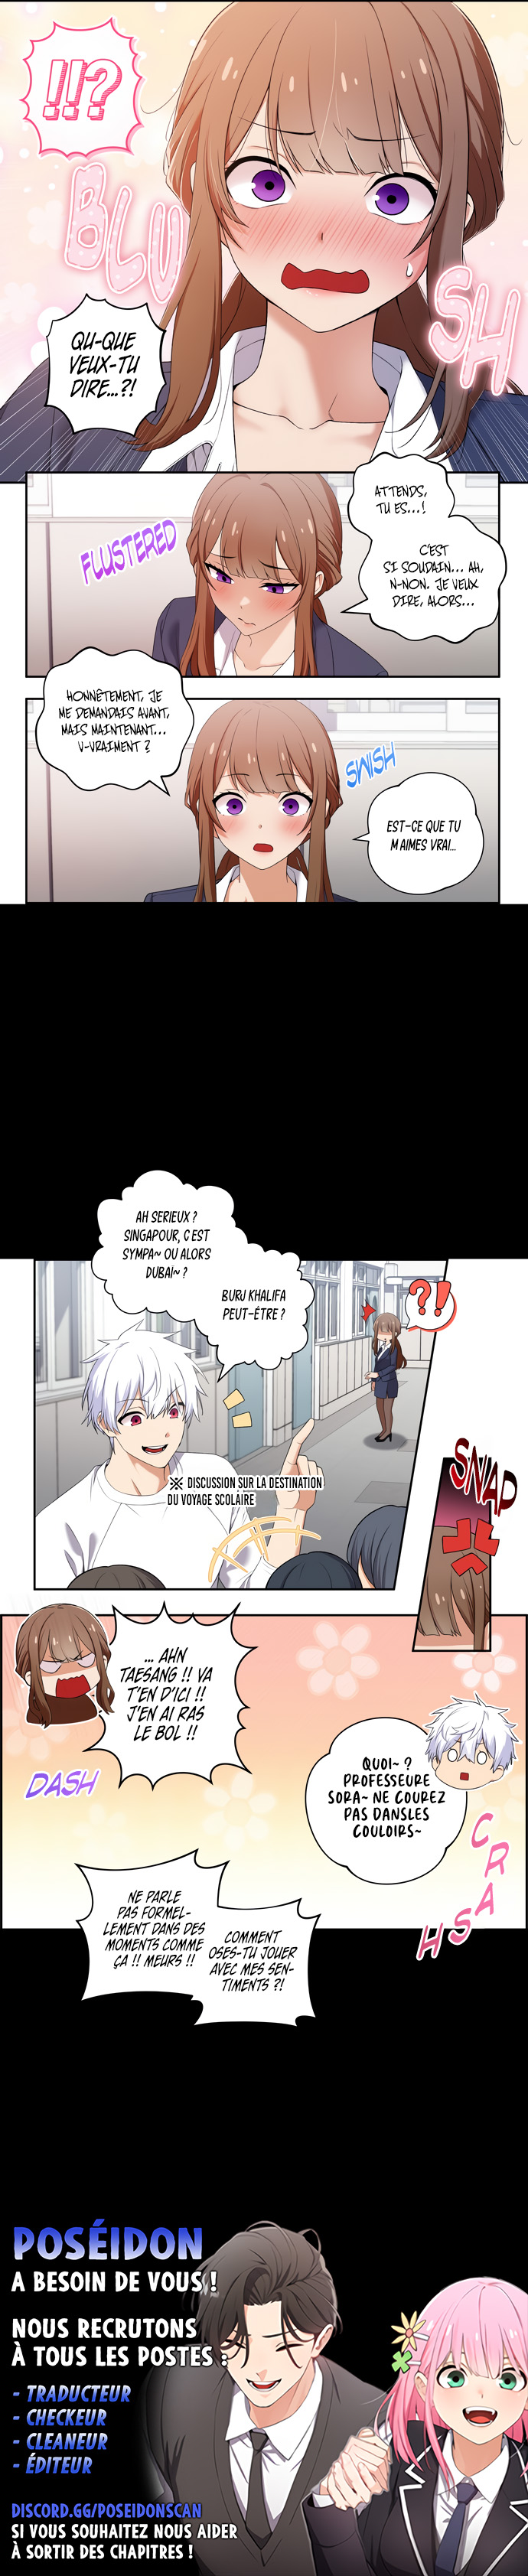 !!?
BLUSH
QU-QUE
VEUX-TU
DIRE...?!
ATTENDS,
TU ES...!
FLUSTERED
C'EST
SI SOUDAIN... AH,
N-NON. JE VEUX
DIRE, ALORS...
HONNÊTEMENT, JE
ME DEMANDAIS AVANT,
MAIS MAINTENANT...
V-VRAIMENT ?
SWISH
EST-CE QUE TU
M AIMES VRAI...
AH SERIEUX ?
SINGAPOUR, C'EST
SYMPA~ OU ALORS
DUBAI~ ?
BURJ KHALIFA
PEUT-ÊTRE ?
?!
※ DISCUSSION SUR LA DESTINATION
DU VOYAGE SCOLAIRE
SNAP
... AHN
TAESANG !! VA
T'EN D'ICI !!
J'EN AI RAS
LE BOL !!
DASH
QUOI~ ?
PROFESSEURE
SORA~ NE COUREZ
PAS DANSLES
COULOIRS~
CRASH
NE PARLE
PAS FORMEL-
LEMENT DANS DES
MOMENTS COMME
ÇA !! MEURS !!
COMMENT
OSES-TU JOUER
AVEC MES SEN-
TIMENTS ?!
POSÉIDON
A BESOIN DE VOUS !
NOUS RECRUTONS
À TOUS LES POSTES :
- TRADUCTEUR
- CHECKEUR
- CLEANEUR
- ÉDITEUR
DISCORD.GG/POSEIDONSCAN
SI VOUS SOUHAITEZ NOUS AIDER
À SORTIR DES CHAPITRES !